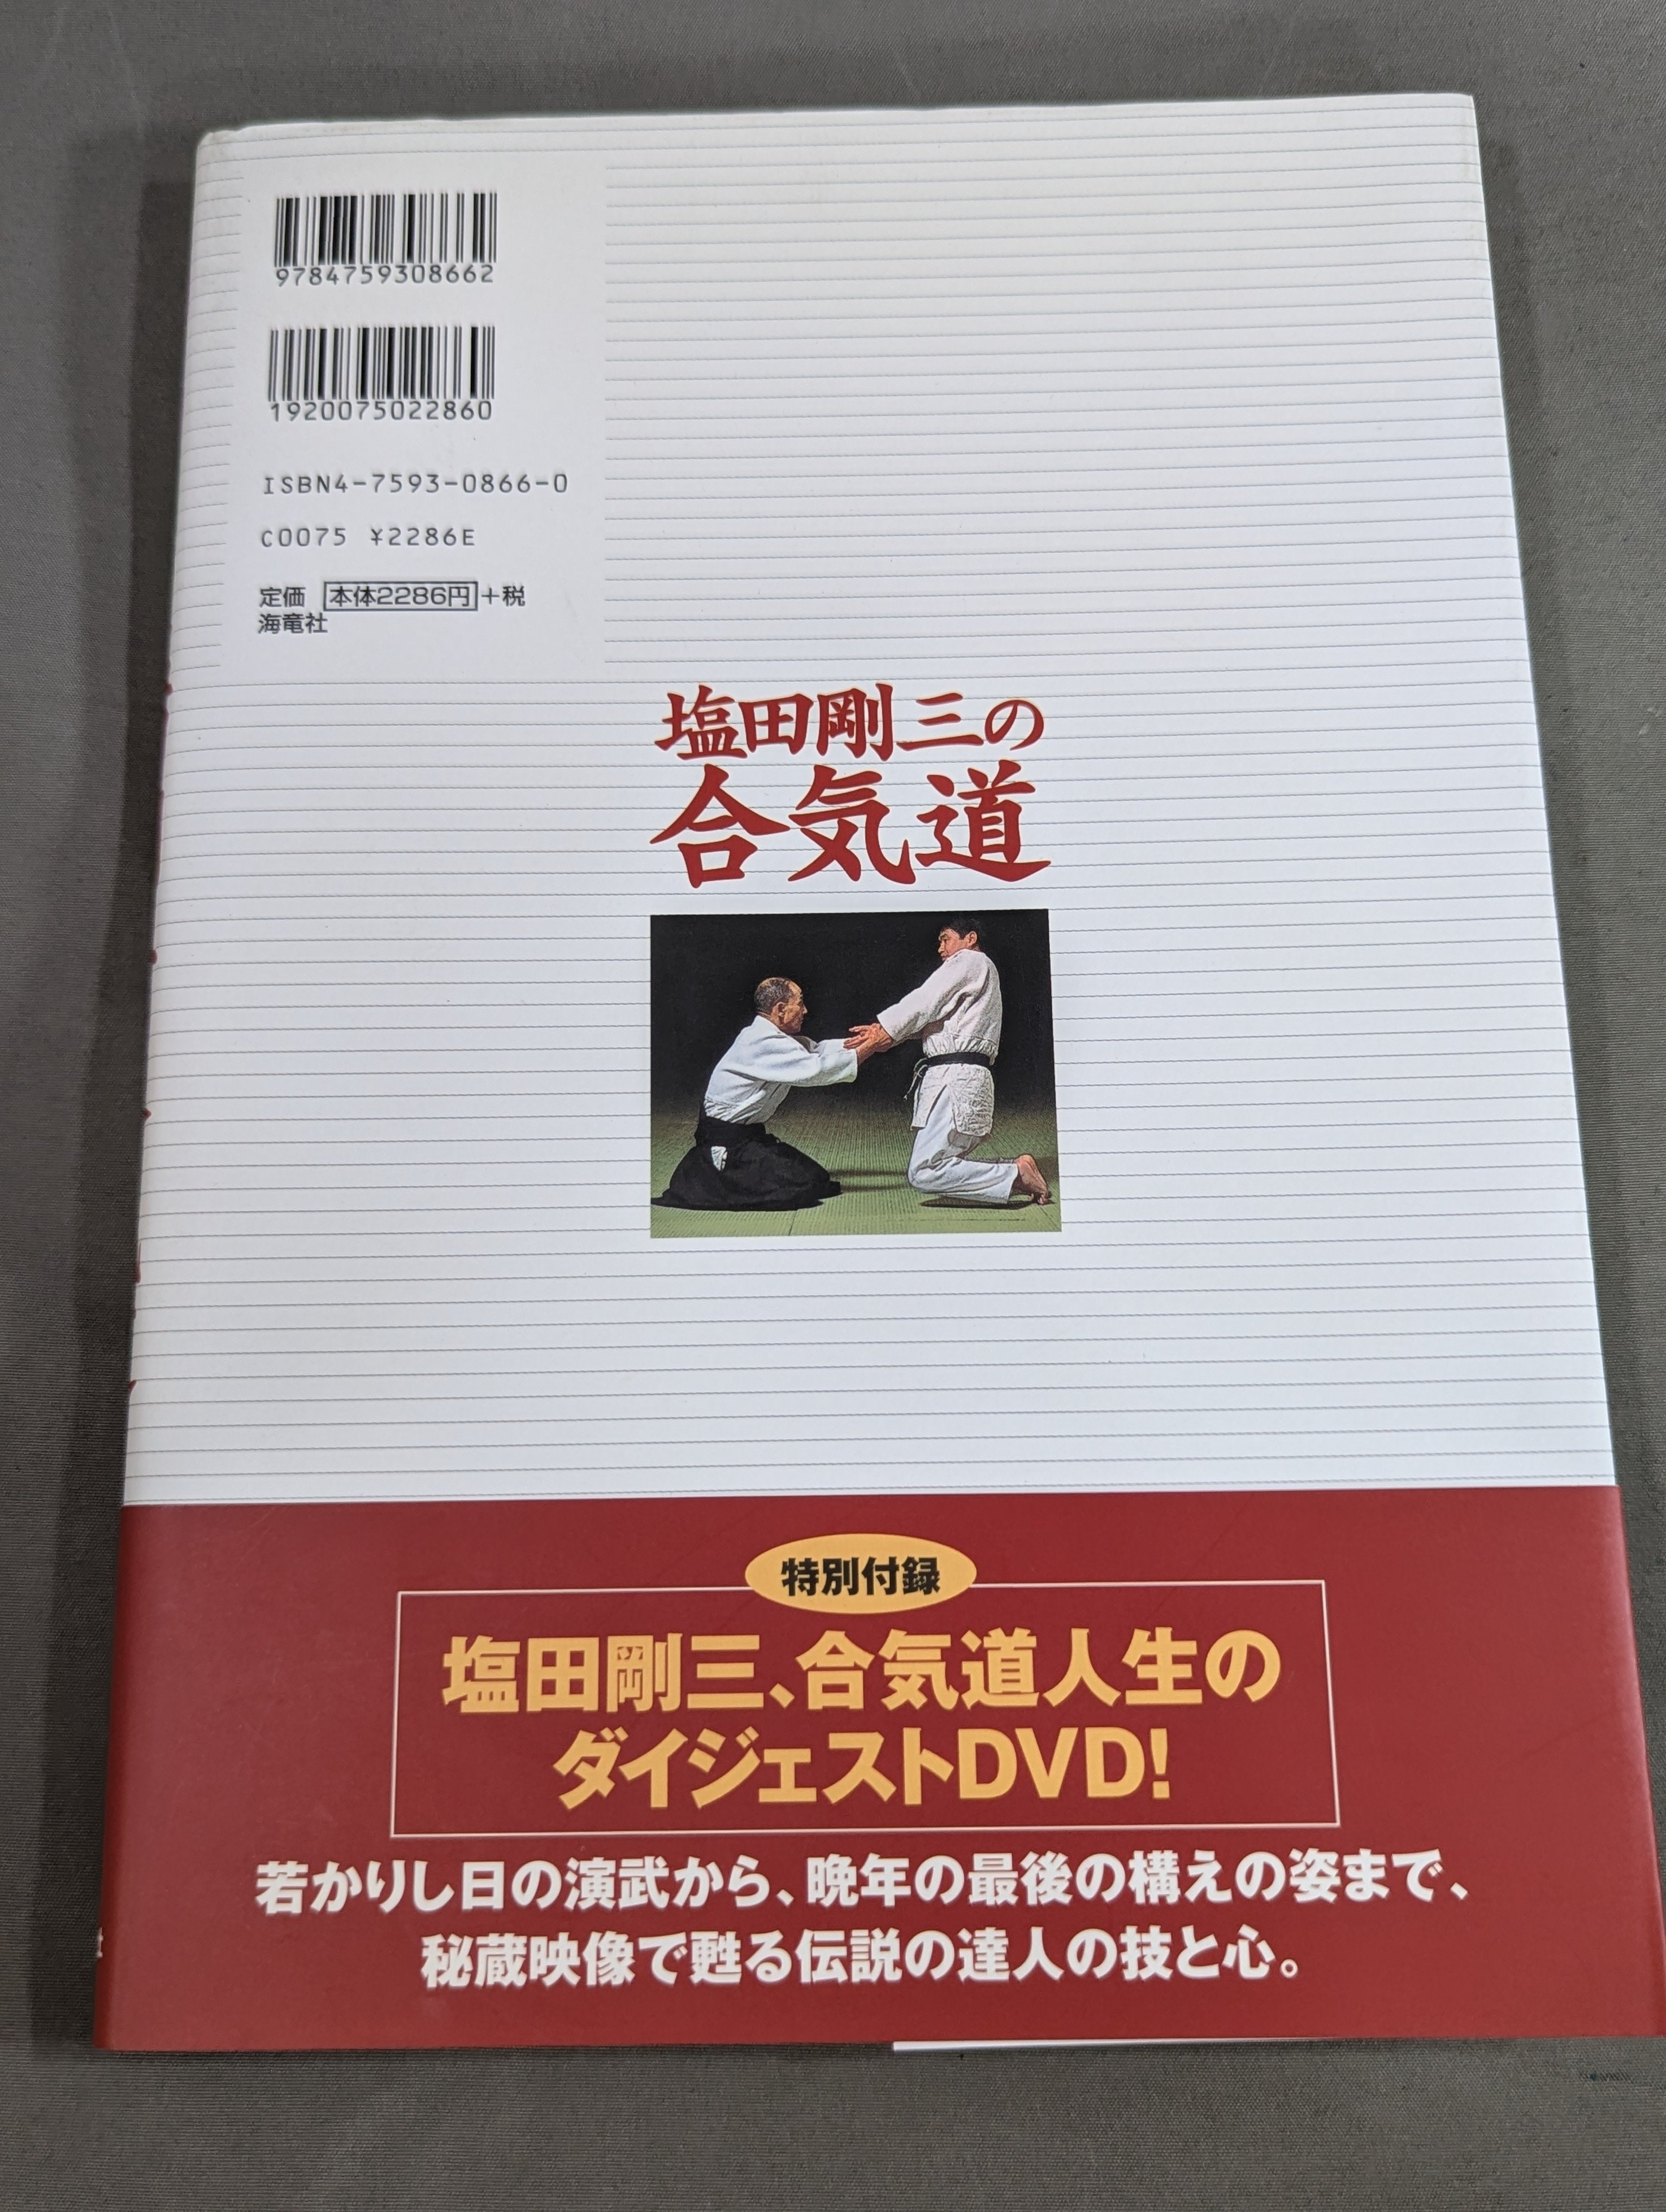 9784759308662
1920075022860
ISBN4-7593-0866-0
C0075 ¥2286E
定価 本体2286円+税
海竜社
塩田剛三の
合気道
特別付録
塩田剛三、合気道人生の
ダイジェストDVD!
若かりし日の演武から、晩年の最後の構えの姿まで、
秘蔵映像で甦る伝説の達人の技と心。